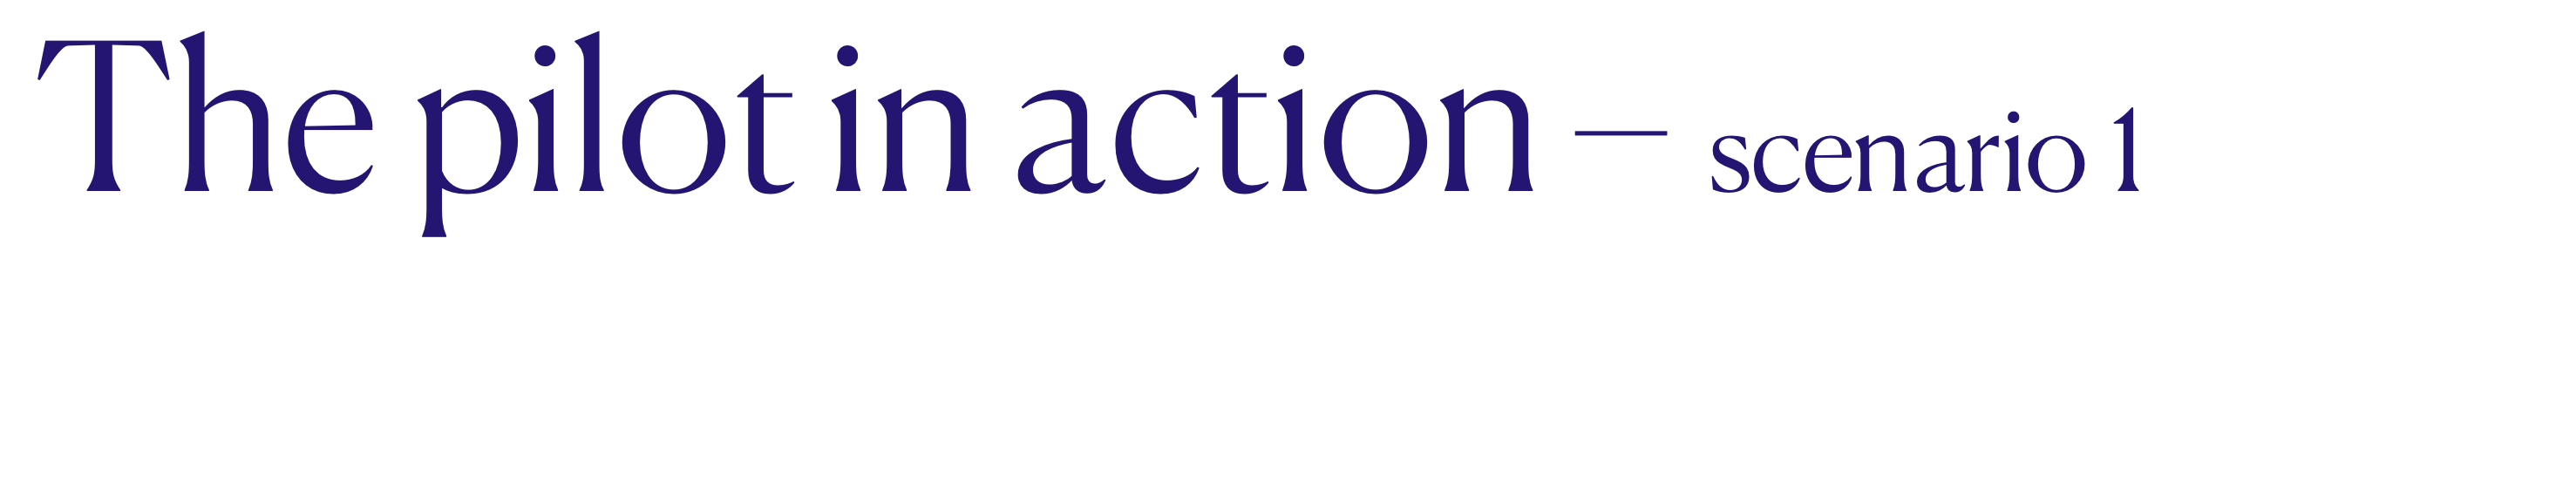 The pilot in action – scenario 1